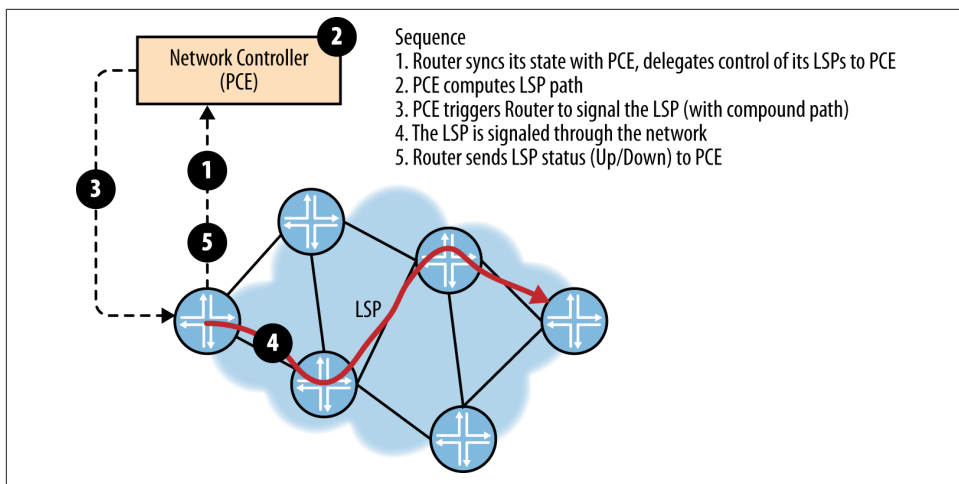 2
Network Controller
(PCE)
Sequence
1. Router syncs its state with PCE, delegates control of its LSPs to PCE
2. PCE computes LSP path
3. PCE triggers Router to signal the LSP (with compound path)
4. The LSP is signaled through the network
5. Router sends LSP status (Up/Down) to PCE
1
3
5
LSP
4